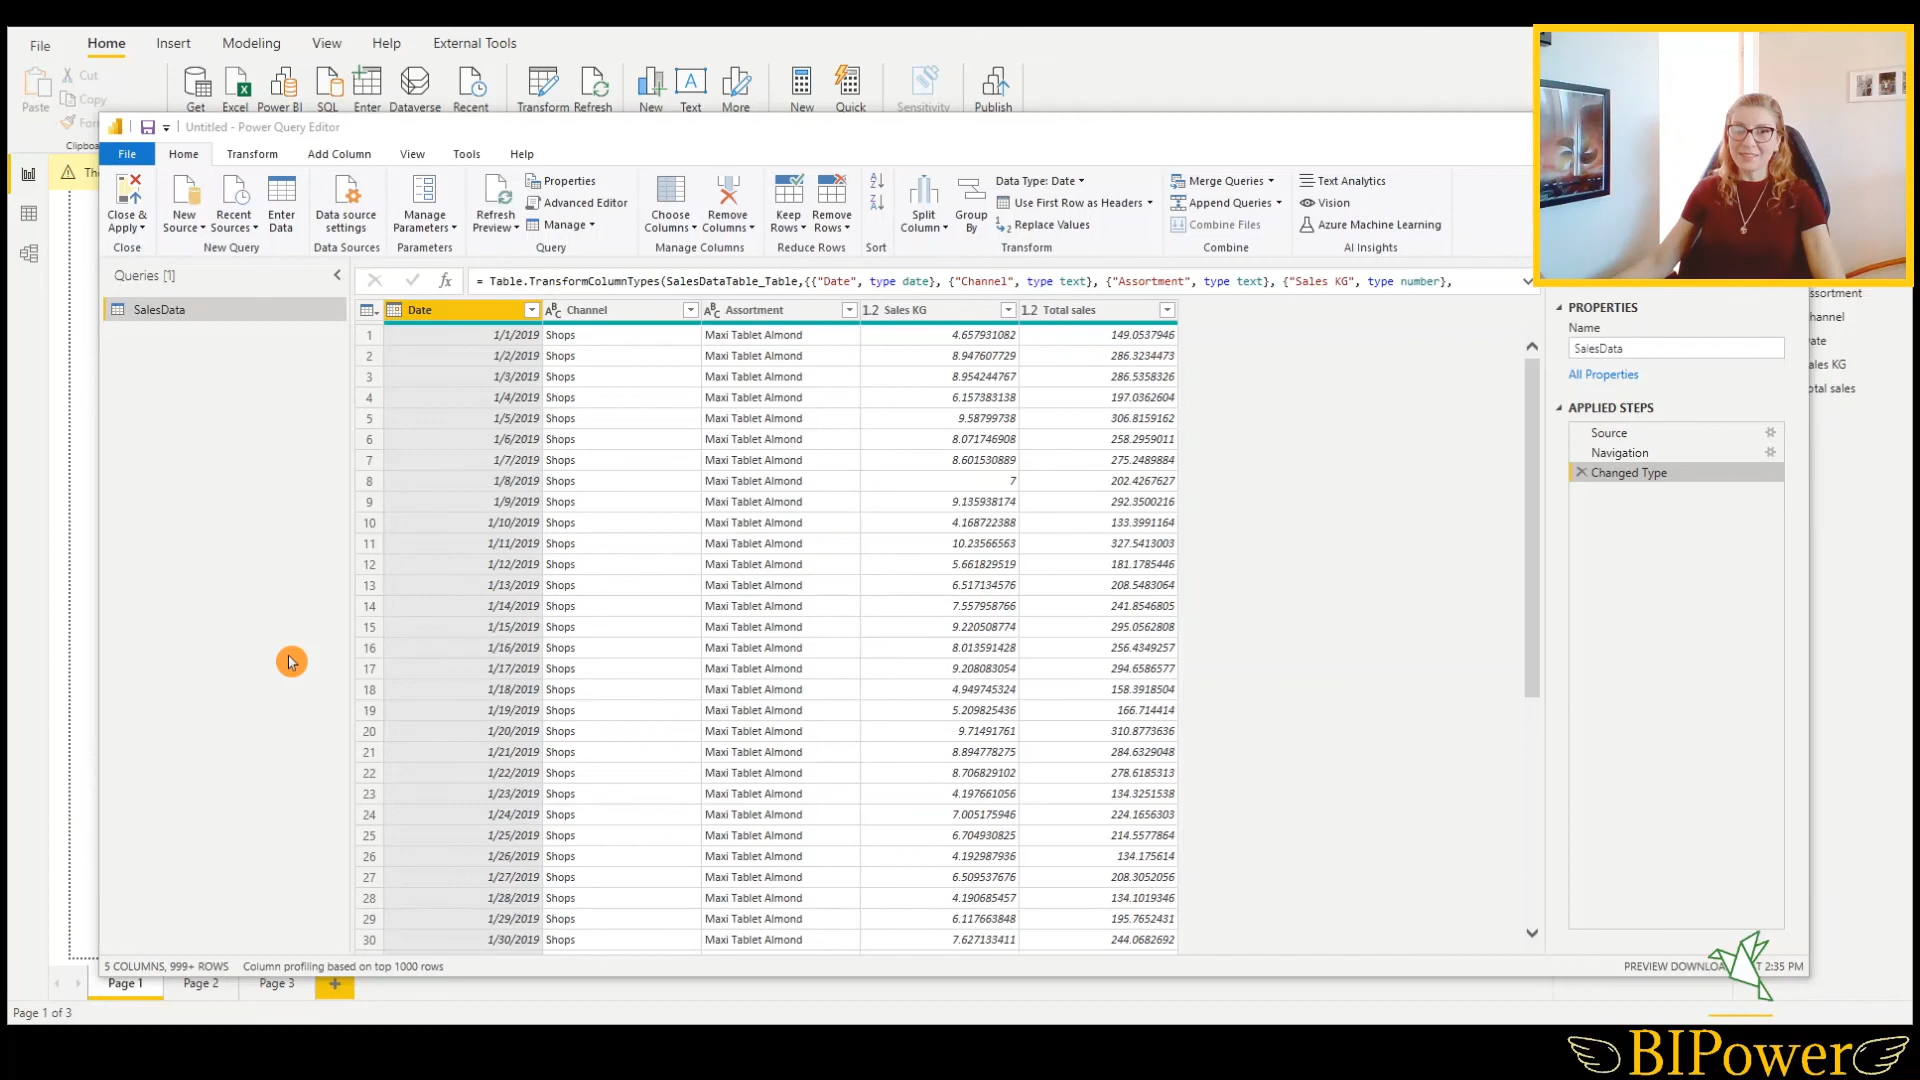 File Home Insert Modeling View Help External Tools
Paste Cut Copy
Get Excel Power BI SQL Enter Dataverse Recent Transform Refresh New Text More New Quick Sensitivity Publish
Untitled - Power Query Editor
File Home Transform Add Column View Tools Help
Close & Apply
New Source
Recent Sources
Enter Data
Data source settings
Manage Parameters
Refresh Preview
Properties
Advanced Editor
Manage
Choose Columns
Remove Columns
Keep Rows
Remove Rows
Split Column
Group By
Data Type: Date
Use First Row as Headers
Replace Values
Merge Queries
Append Queries
Combine Files
Text Analytics
Vision
Azure Machine Learning
Close New Query Data Sources Parameters Query Manage Columns Reduce Rows Sort Transform Combine AI Insights
Queries [1]
SalesData
fx = Table.TransformColumnTypes(SalesDataTable_Table,{{"Date", type date}, {"Channel", type text}, {"Assortment", type text}, {"Sales KG", type number},
Date ABC Channel ABC Assortment 1.2 Sales KG 1.2 Total sales
1 1/1/2019 Shops Maxi Tablet Almond 4.657931082 149.0537946
2 1/2/2019 Shops Maxi Tablet Almond 8.947607729 286.3234473
3 1/3/2019 Shops Maxi Tablet Almond 8.954244767 286.5358326
4 1/4/2019 Shops Maxi Tablet Almond 6.157383138 197.0362604
5 1/5/2019 Shops Maxi Tablet Almond 9.58799738 306.8159162
6 1/6/2019 Shops Maxi Tablet Almond 8.071746908 258.2959011
7 1/7/2019 Shops Maxi Tablet Almond 8.601530889 275.2489884
8 1/8/2019 Shops Maxi Tablet Almond 7 202.4267627
9 1/9/2019 Shops Maxi Tablet Almond 9.135938174 292.3500216
10 1/10/2019 Shops Maxi Tablet Almond 4.168722388 133.3991164
11 1/11/2019 Shops Maxi Tablet Almond 10.23566563 327.5413003
12 1/12/2019 Shops Maxi Tablet Almond 5.661829519 181.1785446
13 1/13/2019 Shops Maxi Tablet Almond 6.517134576 208.5483064
14 1/14/2019 Shops Maxi Tablet Almond 7.557958766 241.8546805
15 1/15/2019 Shops Maxi Tablet Almond 9.220508774 295.0562808
16 1/16/2019 Shops Maxi Tablet Almond 8.013591428 256.4349257
17 1/17/2019 Shops Maxi Tablet Almond 9.208083054 294.6586577
18 1/18/2019 Shops Maxi Tablet Almond 4.949745324 158.3918504
19 1/19/2019 Shops Maxi Tablet Almond 5.209825436 166.714414
20 1/20/2019 Shops Maxi Tablet Almond 9.71491761 310.8773636
21 1/21/2019 Shops Maxi Tablet Almond 8.894778275 284.6329048
22 1/22/2019 Shops Maxi Tablet Almond 8.706829102 278.6185313
23 1/23/2019 Shops Maxi Tablet Almond 4.197661056 134.3251538
24 1/24/2019 Shops Maxi Tablet Almond 7.005175946 224.1656303
25 1/25/2019 Shops Maxi Tablet Almond 6.704930825 214.5577864
26 1/26/2019 Shops Maxi Tablet Almond 4.192987936 134.175614
27 1/27/2019 Shops Maxi Tablet Almond 6.509537676 208.3052056
28 1/28/2019 Shops Maxi Tablet Almond 4.190685457 134.1019346
29 1/29/2019 Shops Maxi Tablet Almond 6.117663848 195.7652431
30 1/30/2019 Shops Maxi Tablet Almond 7.627133411 244.0682692
PROPERTIES
Name
SalesData
All Properties
APPLIED STEPS
Source
Navigation
Changed Type
5 COLUMNS, 999+ ROWS Column profiling based on top 1000 rows
2:35 PM
Page 1 Page 2 Page 3 +
Page 1 of 3
BIPower